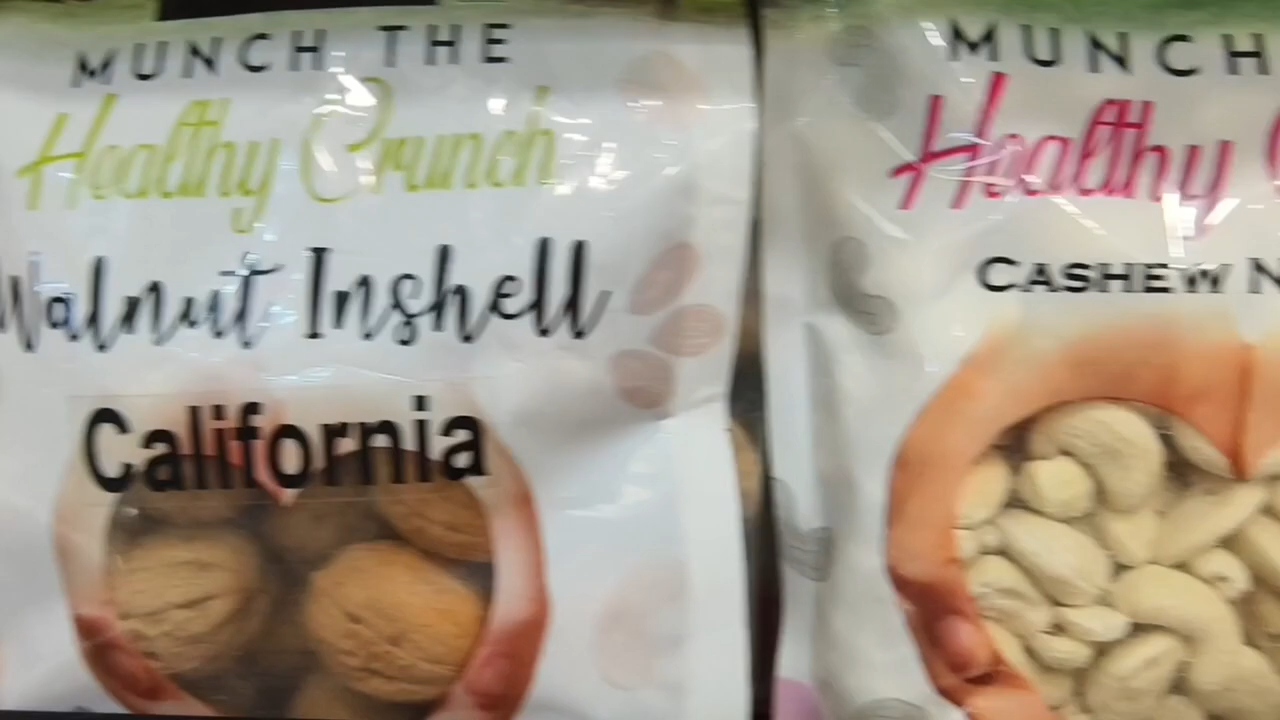 MUNCH THE
Healthy Crunch
Walnut Inshell
California
MUNCH
Healthy
CASHEW